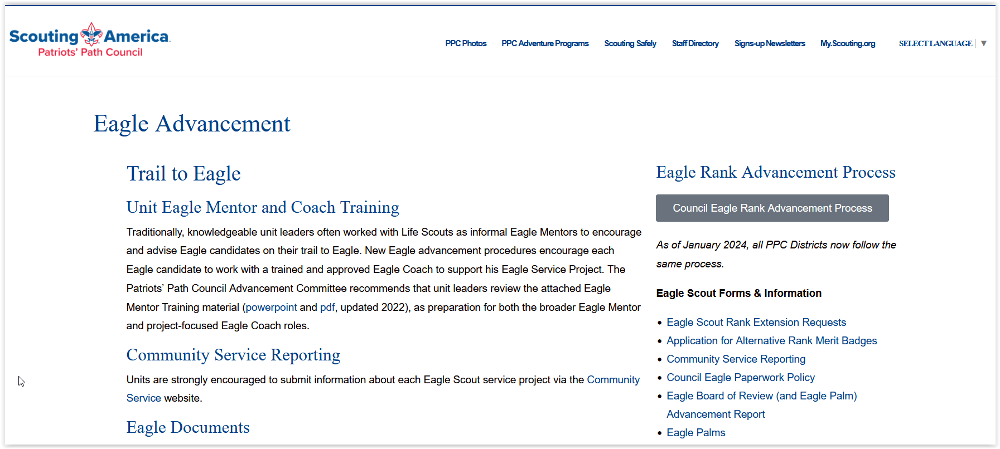 Scouting America
Patriots' Path Council
PPC Photos PPC Adventure Programs Scouting Safely Staff Directory Signs-up Newsletters My.Scouting.org SELECT LANGUAGE ▼
Eagle Advancement
Trail to Eagle
Unit Eagle Mentor and Coach Training
Traditionally, knowledgeable unit leaders often worked with Life Scouts as informal Eagle Mentors to encourage
and advise Eagle candidates on their trail to Eagle. New Eagle advancement procedures encourage each
Eagle candidate to work with a trained and approved Eagle Coach to support his Eagle Service Project. The
Patriots’ Path Council Advancement Committee recommends that unit leaders review the attached Eagle
Mentor Training material (powerpoint and pdf, updated 2022), as preparation for both the broader Eagle Mentor
and project-focused Eagle Coach roles.
Community Service Reporting
Units are strongly encouraged to submit information about each Eagle Scout service project via the Community
Service website.
Eagle Documents
Eagle Rank Advancement Process
Council Eagle Rank Advancement Process
As of January 2024, all PPC Districts now follow the
same process.
Eagle Scout Forms & Information
• Eagle Scout Rank Extension Requests
• Application for Alternative Rank Merit Badges
• Community Service Reporting
• Council Eagle Paperwork Policy
• Eagle Board of Review (and Eagle Palm)
Advancement Report
• Eagle Palms